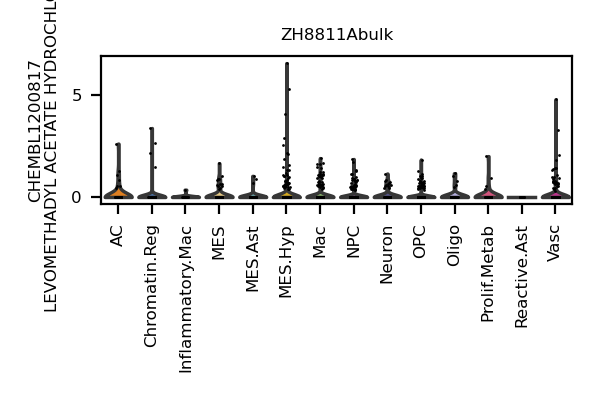 ZH8811Abulk
CHEMBL1200817
LEVOMETHADYL ACETATE
5
0
AC
Chromatin.Reg
Inflammatory.Mac
MES
MES.Ast
MES.Hyp
Mac
NPC
Neuron
OPC
Oligo
Prolif.Metab
Reactive.Ast
Vasc